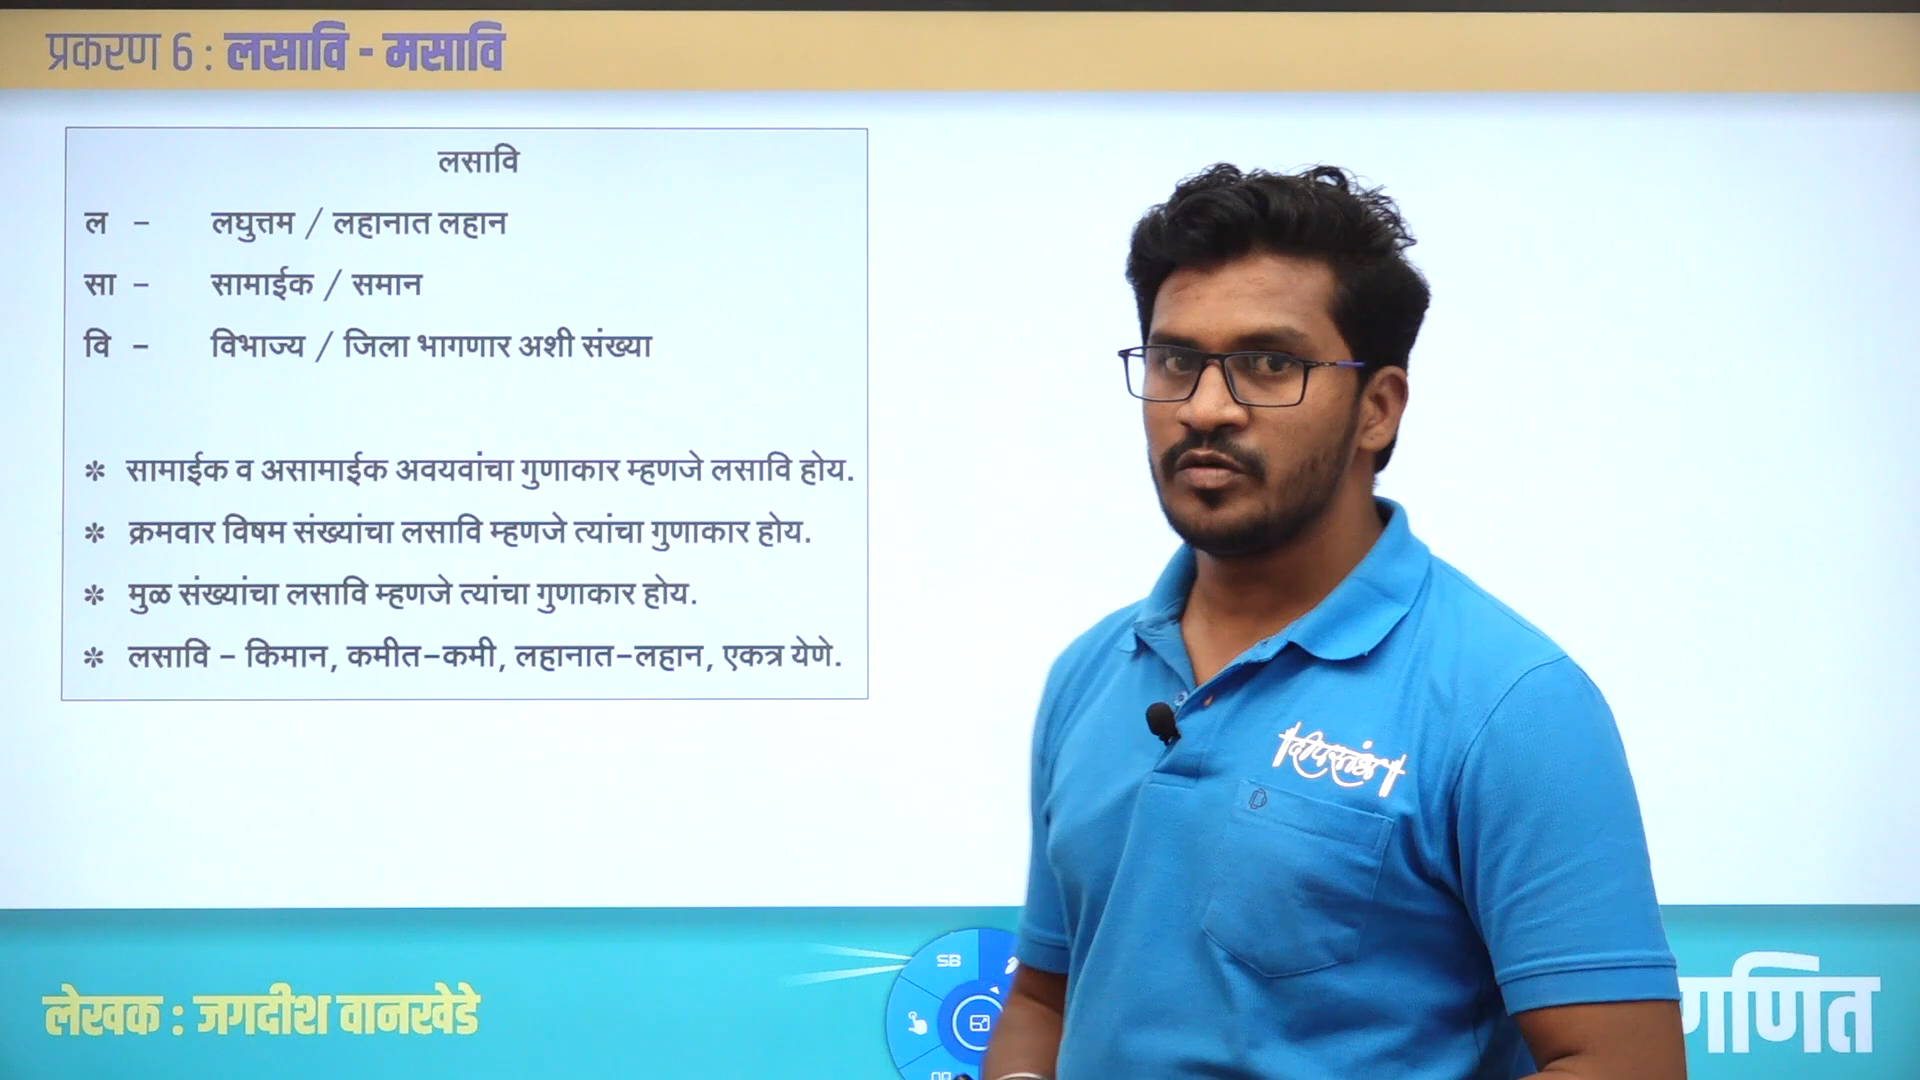 प्रकरण 6 : लसावि - मसावि
लसावि
ल - लघुत्तम / लहानात लहान
सा - सामाईक / समान
वि - विभाज्य / जिला भागणार अशी संख्या
* सामाईक व असामाईक अवयवांचा गुणाकार म्हणजे लसावि होय.
* क्रमवार विषम संख्यांचा लसावि म्हणजे त्यांचा गुणाकार होय.
* मुळ संख्यांचा लसावि म्हणजे त्यांचा गुणाकार होय.
* लसावि - किमान, कमीत-कमी, लहानात-लहान, एकत्र येणे.
दीपस्तंभ
SB
लेखक : जगदीश वानखेडे
गणित